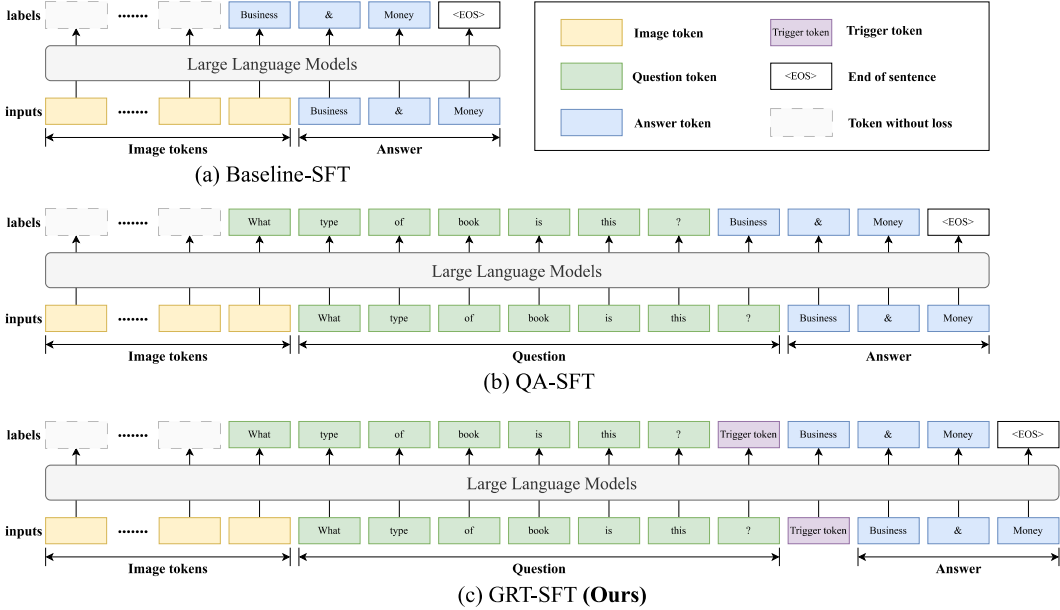 labels Business & Money <EOS>
Large Language Models
inputs Business & Money
Image tokens Answer
(a) Baseline-SFT
Image token Trigger token Trigger token
Question token <EOS> End of sentence
Answer token Token without loss
labels What type of book is this ? Business & Money <EOS>
Large Language Models
inputs What type of book is this ? Business & Money
Image tokens Question Answer
(b) QA-SFT
labels What type of book is this ? Trigger token Business & Money <EOS>
Large Language Models
inputs What type of book is this ? Trigger token Business & Money
Image tokens Question Answer
(c) GRT-SFT (Ours)